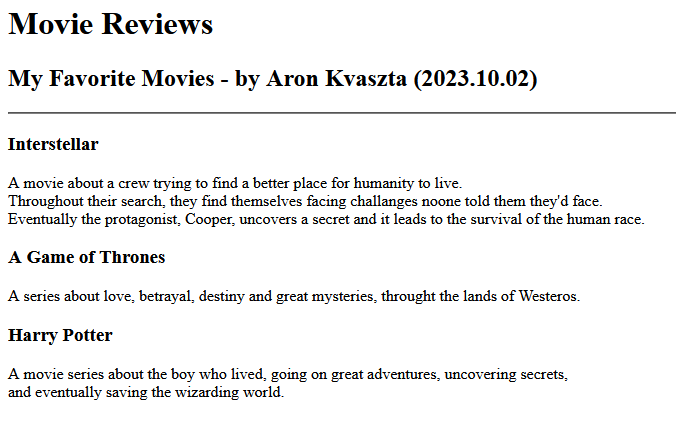 Movie Reviews
My Favorite Movies - by Aron Kvaszta (2023.10.02)
Interstellar
A movie about a crew trying to find a better place for humanity to live.
Throughout their search, they find themselves facing challanges noone told them they'd face.
Eventually the protagonist, Cooper, uncovers a secret and it leads to the survival of the human race.
A Game of Thrones
A series about love, betrayal, destiny and great mysteries, throught the lands of Westeros.
Harry Potter
A movie series about the boy who lived, going on great adventures, uncovering secrets,
and eventually saving the wizarding world.